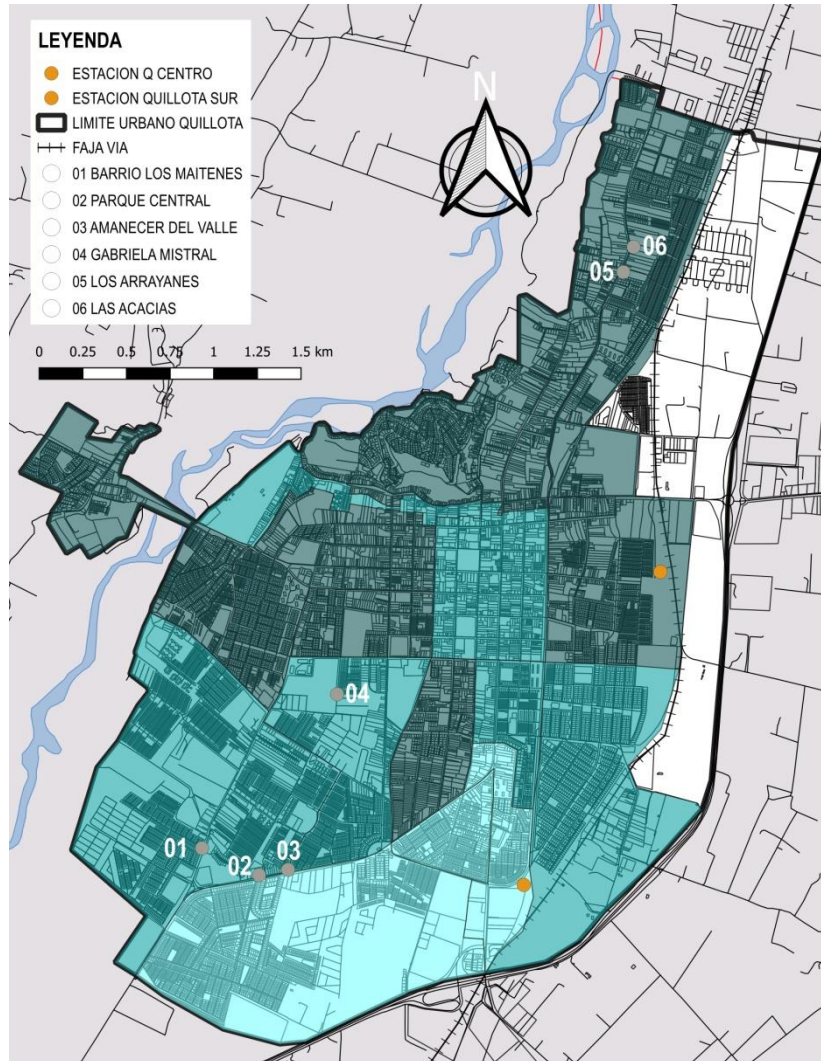 LEYENDA
ESTACION Q CENTRO
ESTACION QUILLOTA SUR
LIMITE URBANO QUILLOTA
FAJA VIA
01 BARRIO LOS MAITENES
02 PARQUE CENTRAL
03 AMANECER DEL VALLE
04 GABRIELA MISTRAL
05 LOS ARRAYANES
06 LAS ACACIAS
0 0.25 0.5 0.75 1 1.25 1.5 km
N
06
05
04
01
02
03